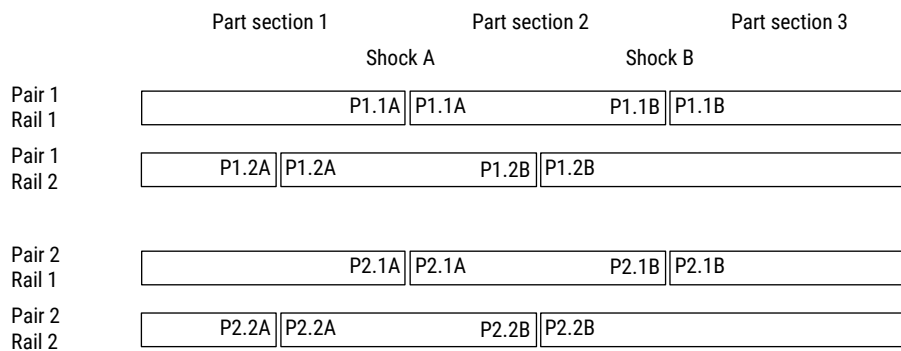 Part section 1 Part section 2 Part section 3
Shock A Shock B
Pair 1
Rail 1
P1.1A P1.1A P1.1B P1.1B
Pair 1
Rail 2
P1.2A P1.2A P1.2B P1.2B
Pair 2
Rail 1
P2.1A P2.1A P2.1B P2.1B
Pair 2
Rail 2
P2.2A P2.2A P2.2B P2.2B